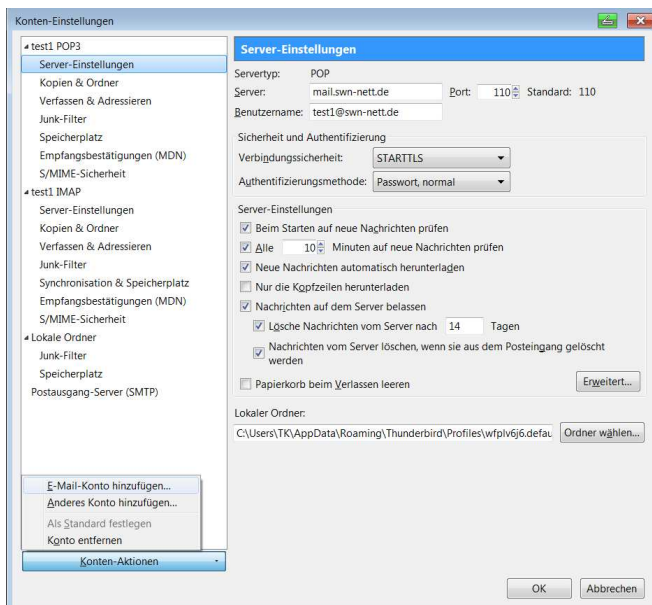 Konten-Einstellungen
test1 POP3
Server-Einstellungen
Kopien & Ordner
Verfassen & Adressieren
Junk-Filter
Speicherplatz
Empfangsbestätigungen (MDN)
S/MIME-Sicherheit
test1 IMAP
Server-Einstellungen
Kopien & Ordner
Verfassen & Adressieren
Junk-Filter
Synchronisation & Speicherplatz
Empfangsbestätigungen (MDN)
S/MIME-Sicherheit
Lokale Ordner
Junk-Filter
Speicherplatz
Postausgang-Server (SMTP)
E-Mail-Konto hinzufügen...
Anderes Konto hinzufügen...
Als Standard festlegen
Konto entfernen
Konten-Aktionen
Server-Einstellungen
Servertyp: POP
Server: mail.swn-nett.de Port: 110 Standard: 110
Benutzername: test1@swn-nett.de
Sicherheit und Authentifizierung
Verbindungssicherheit: STARTTLS
Authentifizierungsmethode: Passwort, normal
Server-Einstellungen
Beim Starten auf neue Nachrichten prüfen
Alle 10 Minuten auf neue Nachrichten prüfen
Neue Nachrichten automatisch herunterladen
Nur die Kopfzeilen herunterladen
Nachrichten auf dem Server belassen
Lösche Nachrichten vom Server nach 14 Tagen
Nachrichten vom Server löschen, wenn sie aus dem Posteingang gelöscht
werden
Papierkorb beim Verlassen leeren Erweitert...
Lokaler Ordner:
C:\Users\TK\AppData\Roaming\Thunderbird\Profiles\wfplv6j6.defau Ordner wählen...
OK Abbrechen